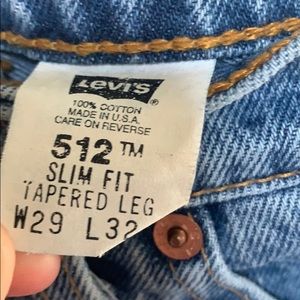 Levi's
100% COTTON
MADE IN U.S.A. ®
CARE ON REVERSE
512™
SLIM FIT
TAPERED LEG
W29 L32